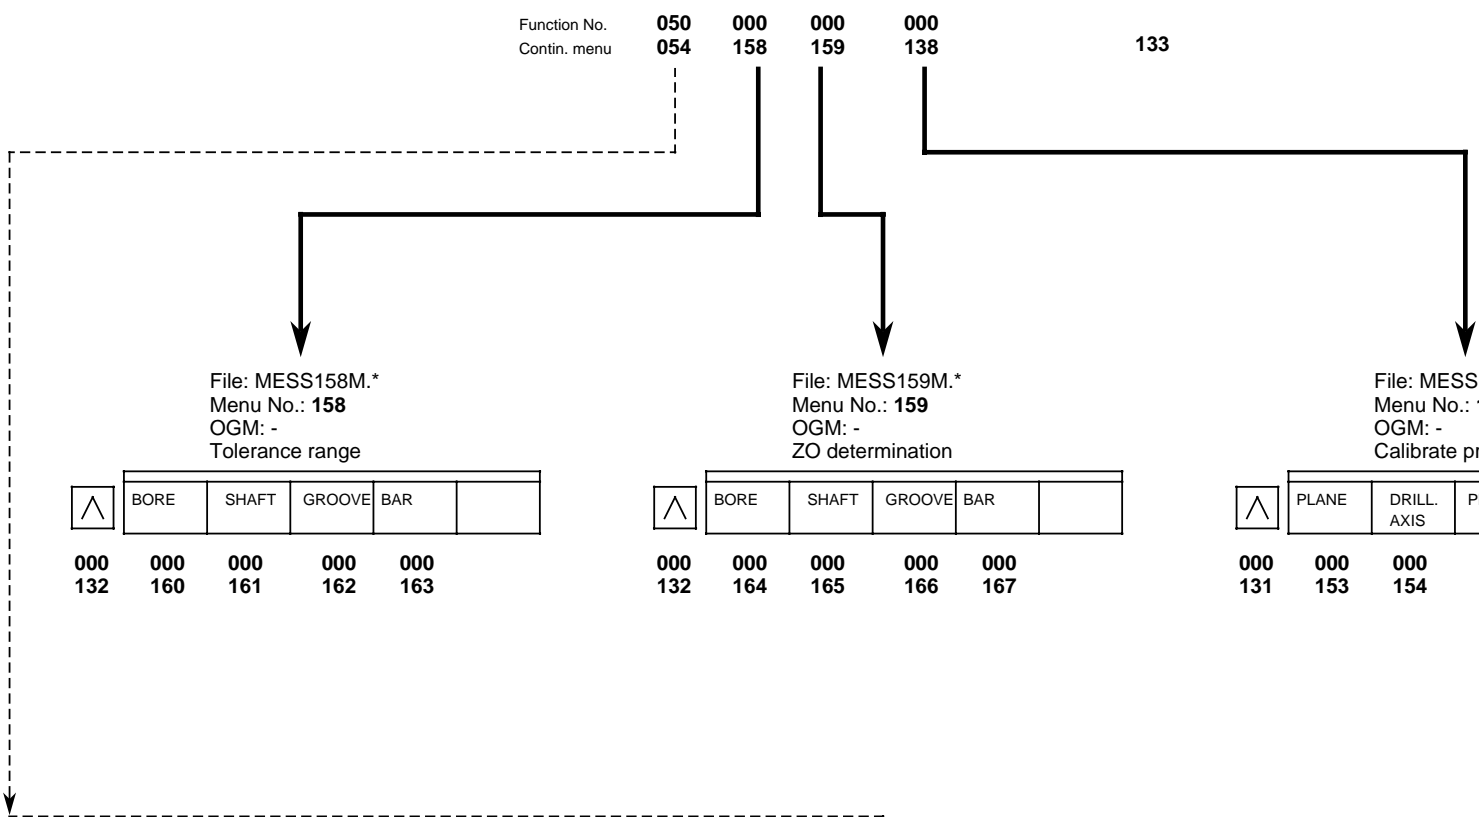 Function No. 050 000 000 000
Contin. menu 054 158 159 138 133
File: MESS158M.*
Menu No.: 158
OGM: -
Tolerance range
BORE SHAFT GROOVE BAR
000 000 000 000 000
132 160 161 162 163
File: MESS159M.*
Menu No.: 159
OGM: -
ZO determination
BORE SHAFT GROOVE BAR
000 000 000 000 000
132 164 165 166 167
File: MESS
Menu No.:
OGM: -
Calibrate
PLANE DRILL.
AXIS
000 000 000
131 153 154